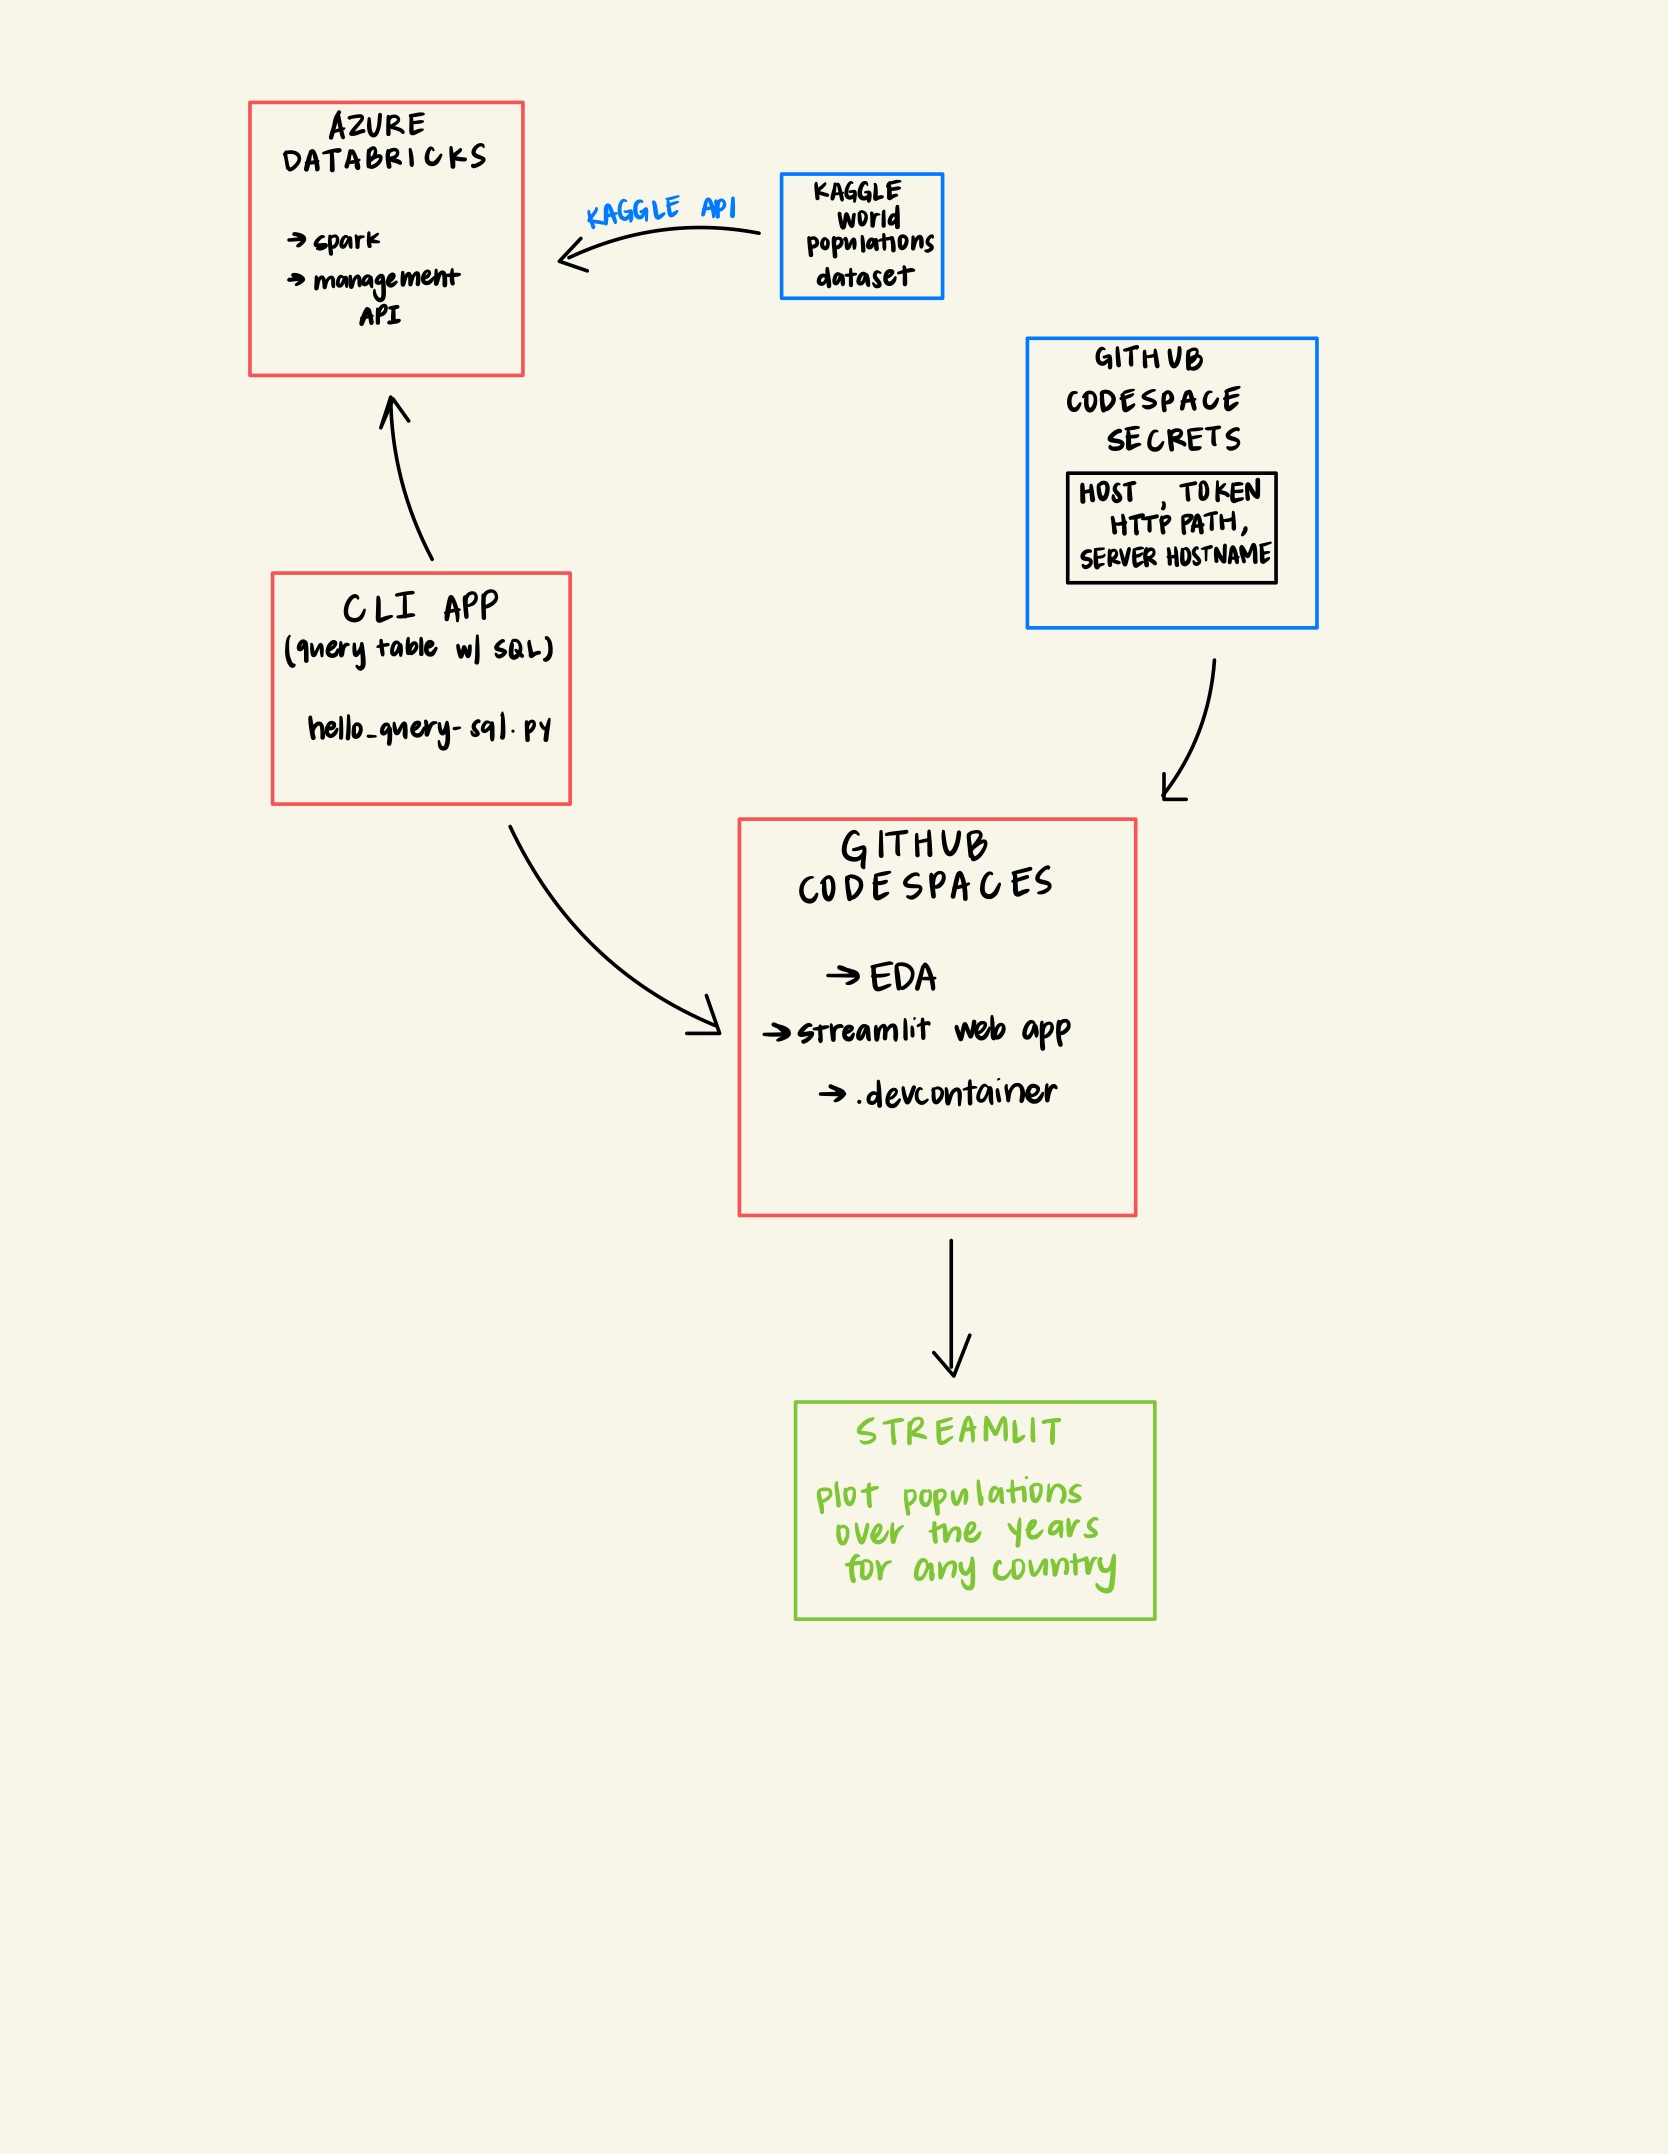 AZURE
DATABRICKS
→ spark
→ management
API
KAGGLE API
KAGGLE
world
populations
dataset
GITHUB
CODESPACE
SECRETS
HOST , TOKEN
HTTP PATH,
SERVER HOSTNAME
CLI APP
(query table w/ SQL)
hello_query-sql.py
GITHUB
CODESPACES
→ EDA
→ streamlit web app
→ .devcontainer
STREAMLIT
plot populations
over the years
for any country